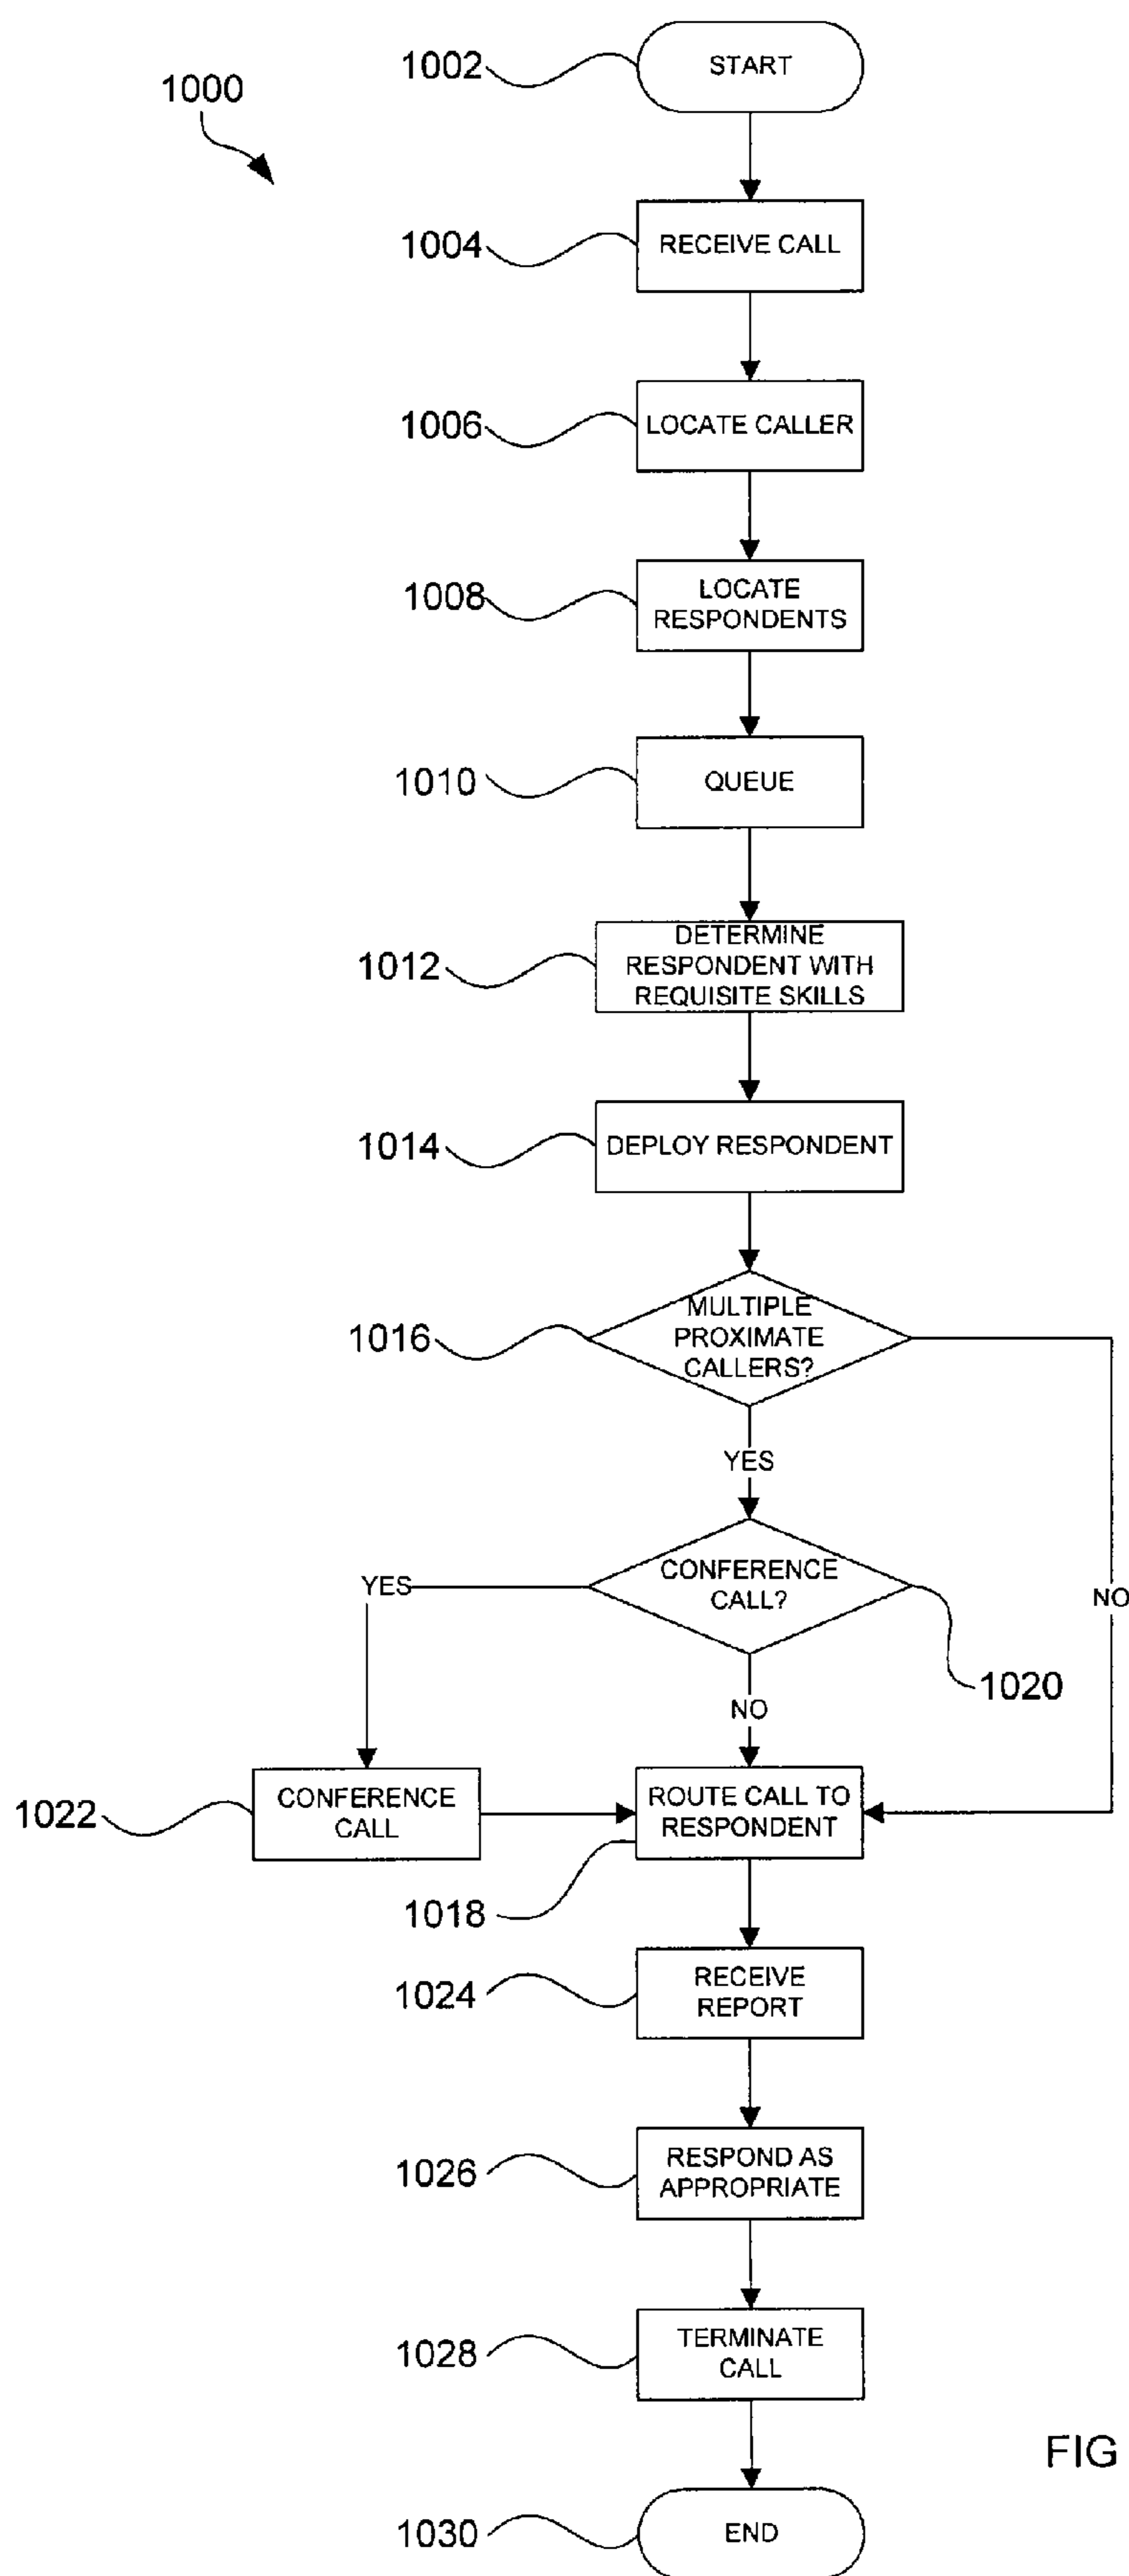 1000
1002
START
1004
RECEIVE CALL
1006
LOCATE CALLER
1008
LOCATE
RESPONDENTS
1010
QUEUE
1012
DETERMINE
RESPONDENT WITH
REQUISITE SKILLS
1014
DEPLOY RESPONDENT
1016
MULTIPLE
PROXIMATE
CALLERS?
YES
NO
CONFERENCE
CALL?
1020
YES
NO
1022
CONFERENCE
CALL
ROUTE CALL TO
RESPONDENT
1018
1024
RECEIVE
REPORT
1026
RESPOND AS
APPROPRIATE
1028
TERMINATE
CALL
FIG
1030
END